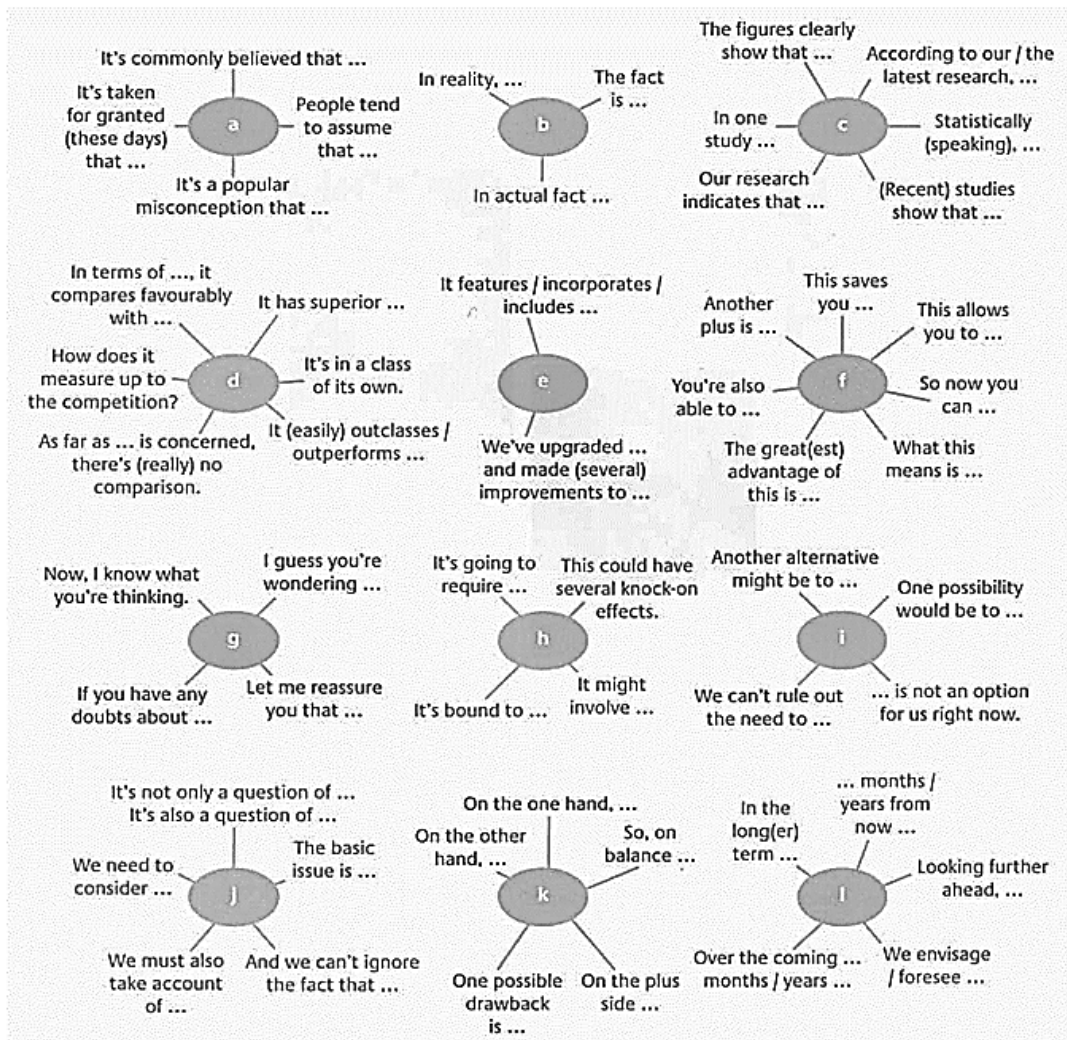 It's commonly believed that ...
It's taken
for granted
(these days)
that ...
a
People tend
to assume
that ...
It's a popular
misconception that ...
In reality, ...
The fact
is ...
b
In actual fact ...
The figures clearly
show that ...
According to our / the
latest research, ...
In one
study ...
c
Statistically
(speaking), ...
Our research
indicates that ...
(Recent) studies
show that ...
In terms of ..., it
compares favourably
with ...
It has superior ...
How does it
measure up to
the competition?
d
It's in a class
of its own.
As far as ... is concerned,
there's (really) no
comparison.
It (easily) outclasses /
outperforms ...
It features / incorporates /
includes ...
e
We've upgraded ...
and made (several)
improvements to ...
Another
plus is ...
This saves
you ...
This allows
you to ...
You're also
able to ...
f
So now you
can ...
The great(est)
advantage of
this is ...
What this
means is ...
Now, I know what
you're thinking.
I guess you're
wondering ...
g
If you have any
doubts about ...
Let me reassure
you that ...
It's going to
require ...
This could have
several knock-on
effects.
h
It's bound to ...
It might
involve ...
Another alternative
might be to ...
One possibility
would be to ...
i
We can't rule out
the need to ...
... is not an option
for us right now.
It's not only a question of ...
It's also a question of ...
We need to
consider ...
The basic
issue is ...
j
We must also
take account
of ...
And we can't ignore
the fact that ...
On the one hand, ...
On the other
hand, ...
So, on
balance ...
k
One possible
drawback
is ...
On the plus
side ...
In the
long(er)
term ...
... months /
years from
now ...
Looking further
ahead, ...
l
Over the coming ...
months / years ...
We envisage
/ foresee ...